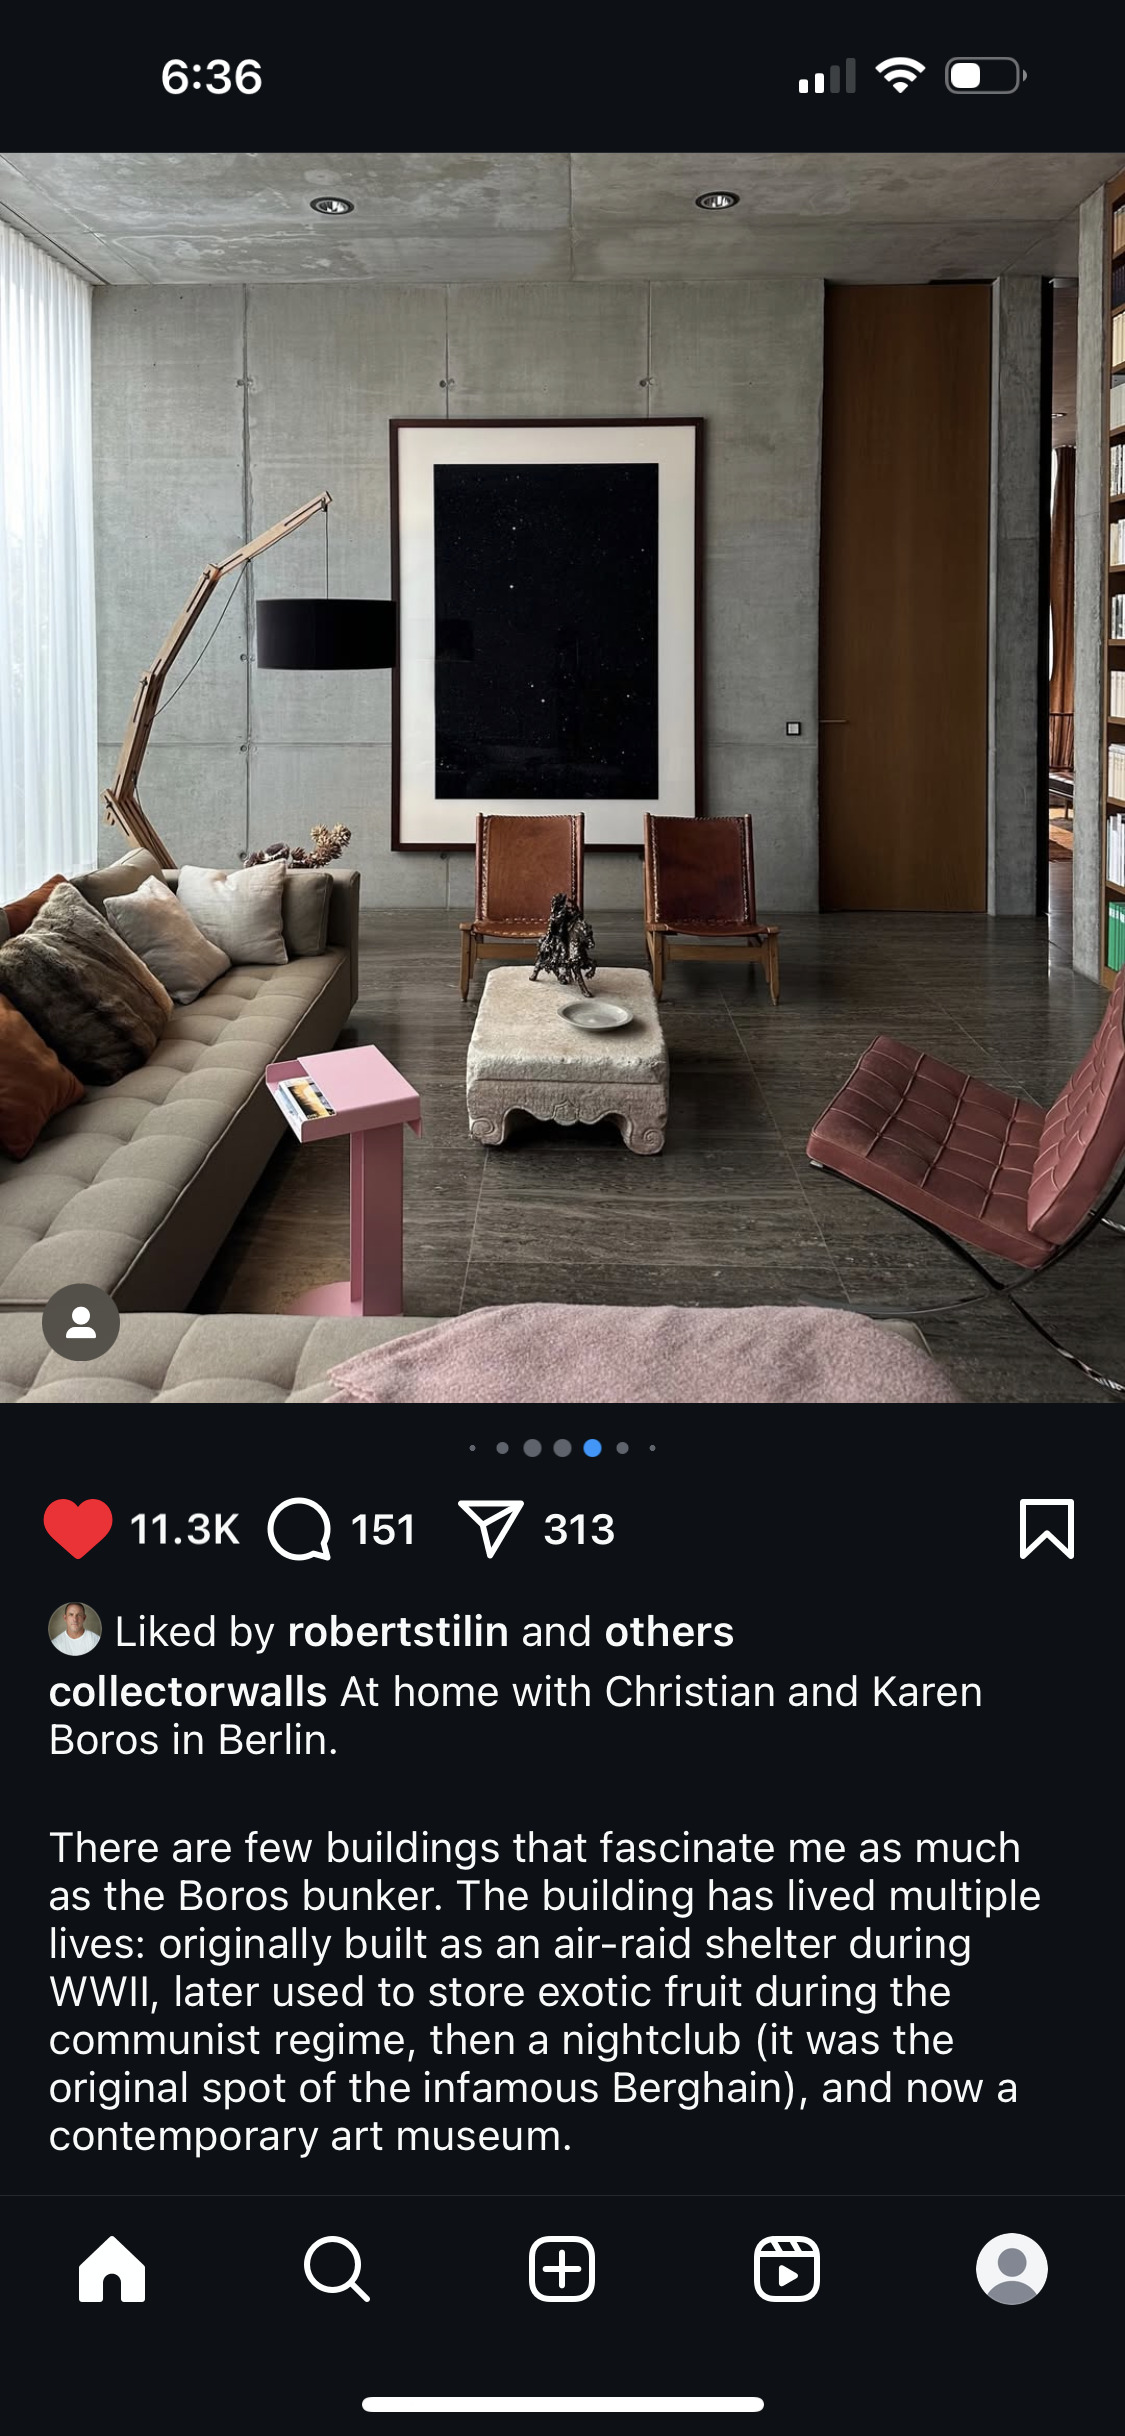 6:36
11.3K 151 313
Liked by robertstilin and others
collectorwalls At home with Christian and Karen
Boros in Berlin.
There are few buildings that fascinate me as much
as the Boros bunker. The building has lived multiple
lives: originally built as an air-raid shelter during
WWII, later used to store exotic fruit during the
communist regime, then a nightclub (it was the
original spot of the infamous Berghain), and now a
contemporary art museum.